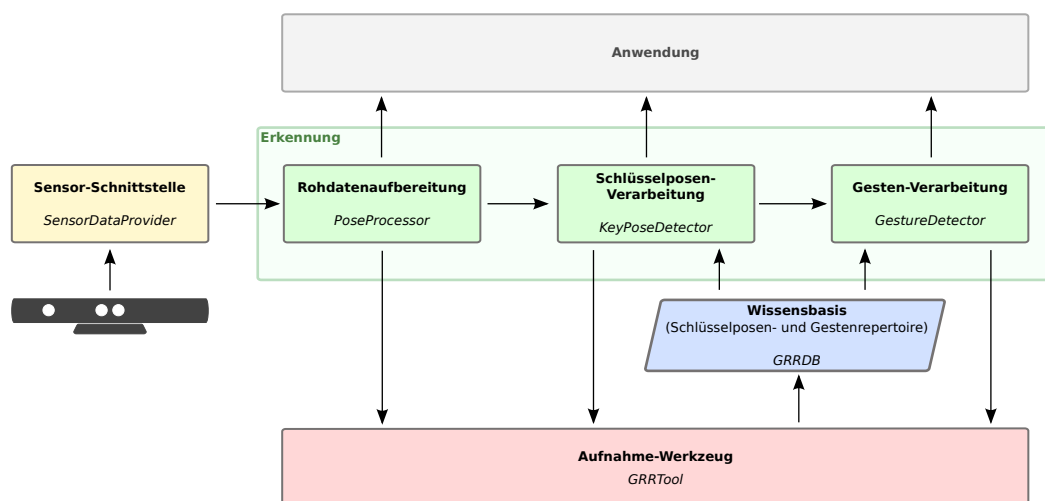 Anwendung
Erkennung
Sensor-Schnittstelle
SensorDataProvider
Rohdatenaufbereitung
PoseProcessor
Schlüsselposen-
Verarbeitung
KeyPoseDetector
Gesten-Verarbeitung
GestureDetector
Wissensbasis
(Schlüsselposen- und Gestenrepertoire)
GRRDB
Aufnahme-Werkzeug
GRRTool